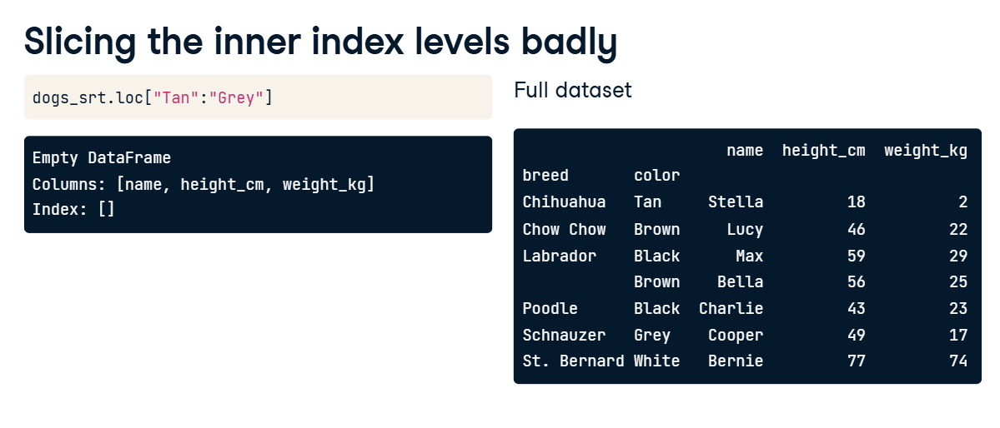 Slicing the inner index levels badly
dogs_srt.loc["Tan":"Grey"]
Empty DataFrame
Columns: [name, height_cm, weight_kg]
Index: []
Full dataset
name height_cm weight_kg
breed color
Chihuahua Tan Stella 18 2
Chow Chow Brown Lucy 46 22
Labrador Black Max 59 29
Brown Bella 56 25
Poodle Black Charlie 43 23
Schnauzer Grey Cooper 49 17
St. Bernard White Bernie 77 74